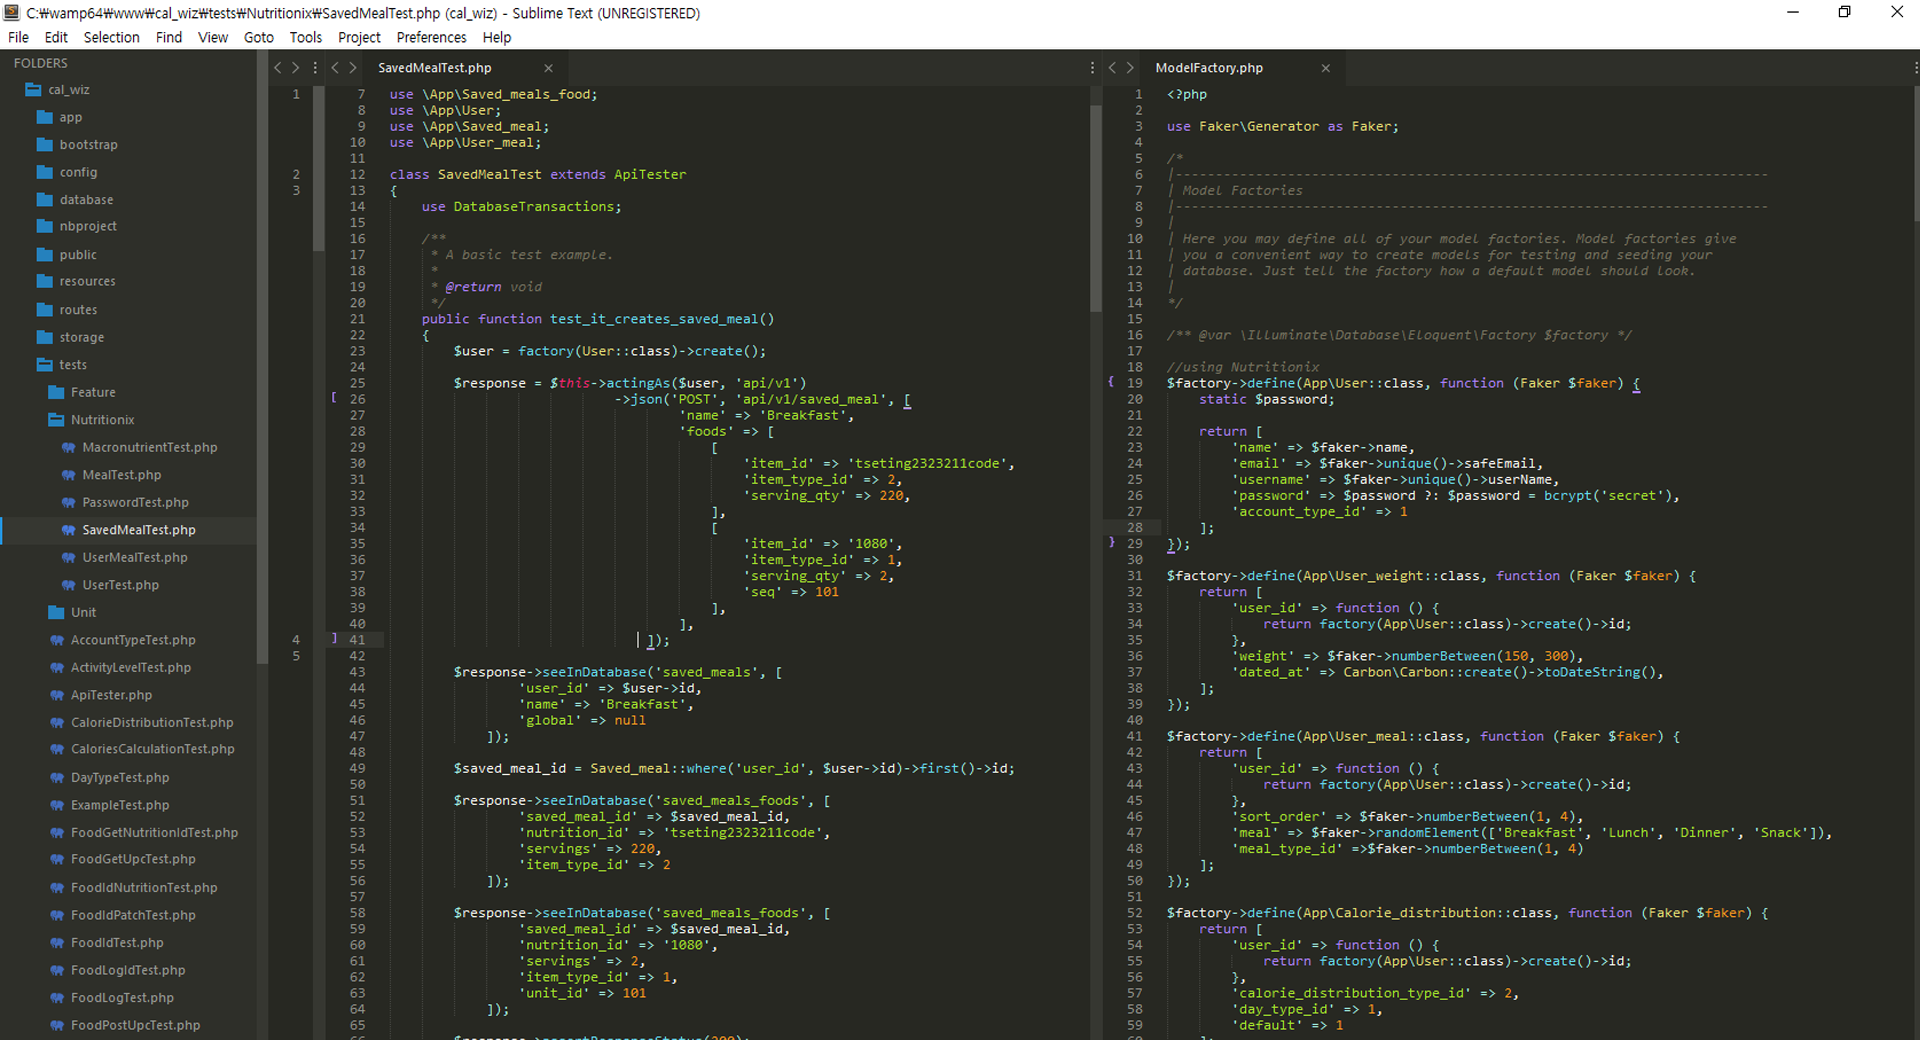 C:₩wamp64₩www₩cal_wiz₩tests₩Nutritionix₩SavedMealTest.php (cal_wiz) - Sublime Text (UNREGISTERED)
File Edit Selection Find View Goto Tools Project Preferences Help
FOLDERS
cal_wiz
app
bootstrap
config
database
nbproject
public
resources
routes
storage
tests
Feature
Nutritionix
MacronutrientTest.php
MealTest.php
PasswordTest.php
SavedMealTest.php
UserMealTest.php
UserTest.php
Unit
AccountTypeTest.php
ActivityLevelTest.php
ApiTester.php
CalorieDistributionTest.php
CaloriesCalculationTest.php
DayTypeTest.php
ExampleTest.php
FoodGetNutritionIdTest.php
FoodGetUpcTest.php
FoodIdNutritionTest.php
FoodIdPatchTest.php
FoodIdTest.php
FoodLogIdTest.php
FoodLogTest.php
FoodPostUpcTest.php
1
2
3
4
5
SavedMealTest.php
7 use \App\Saved_meals_food;
8 use \App\User;
9 use \App\Saved_meal;
10 use \App\User_meal;
11
12 class SavedMealTest extends ApiTester
13 {
14 use DatabaseTransactions;
15
16 /**
17 * A basic test example.
18 *
19 * @return void
20 */
21 public function test_it_creates_saved_meal()
22 {
23 $user = factory(User::class)->create();
24
25 $response = $this->actingAs($user, 'api/v1')
[ 26 ->json('POST', 'api/v1/saved_meal', [
27 'name' => 'Breakfast',
28 'foods' => [
29 [
30 'item_id' => 'tseting2323211code',
31 'item_type_id' => 2,
32 'serving_qty' => 220,
33 ],
34 [
35 'item_id' => '1080',
36 'item_type_id' => 1,
37 'serving_qty' => 2,
38 'seq' => 101
39 ],
40 ],
] 41 ]);
42
43 $response->seeInDatabase('saved_meals', [
44 'user_id' => $user->id,
45 'name' => 'Breakfast',
46 'global' => null
47 ]);
48
49 $saved_meal_id = Saved_meal::where('user_id', $user->id)->first()->id;
50
51 $response->seeInDatabase('saved_meals_foods', [
52 'saved_meal_id' => $saved_meal_id,
53 'nutrition_id' => 'tseting2323211code',
54 'servings' => 220,
55 'item_type_id' => 2
56 ]);
57
58 $response->seeInDatabase('saved_meals_foods', [
59 'saved_meal_id' => $saved_meal_id,
60 'nutrition_id' => '1080',
61 'servings' => 2,
62 'item_type_id' => 1,
63 'unit_id' => 101
64 ]);
65
ModelFactory.php
1 <?php
2
3 use Faker\Generator as Faker;
4
5 /*
6 |--------------------------------------------------------------------------
7 | Model Factories
8 |--------------------------------------------------------------------------
9 |
10 | Here you may define all of your model factories. Model factories give
11 | you a convenient way to create models for testing and seeding your
12 | database. Just tell the factory how a default model should look.
13 |
14 */
15
16 /** @var \Illuminate\Database\Eloquent\Factory $factory */
17
18 //using Nutritionix
{ 19 $factory->define(App\User::class, function (Faker $faker) {
20 static $password;
21
22 return [
23 'name' => $faker->name,
24 'email' => $faker->unique()->safeEmail,
25 'username' => $faker->unique()->userName,
26 'password' => $password ?: $password = bcrypt('secret'),
27 'account_type_id' => 1
28 ];
} 29 });
30
31 $factory->define(App\User_weight::class, function (Faker $faker) {
32 return [
33 'user_id' => function () {
34 return factory(App\User::class)->create()->id;
35 },
36 'weight' => $faker->numberBetween(150, 300),
37 'dated_at' => Carbon\Carbon::create()->toDateString(),
38 ];
39 });
40
41 $factory->define(App\User_meal::class, function (Faker $faker) {
42 return [
43 'user_id' => function () {
44 return factory(App\User::class)->create()->id;
45 },
46 'sort_order' => $faker->numberBetween(1, 4),
47 'meal' => $faker->randomElement(['Breakfast', 'Lunch', 'Dinner', 'Snack']),
48 'meal_type_id' =>$faker->numberBetween(1, 4)
49 ];
50 });
51
52 $factory->define(App\Calorie_distribution::class, function (Faker $faker) {
53 return [
54 'user_id' => function () {
55 return factory(App\User::class)->create()->id;
56 },
57 'calorie_distribution_type_id' => 2,
58 'day_type_id' => 1,
59 'default' => 1